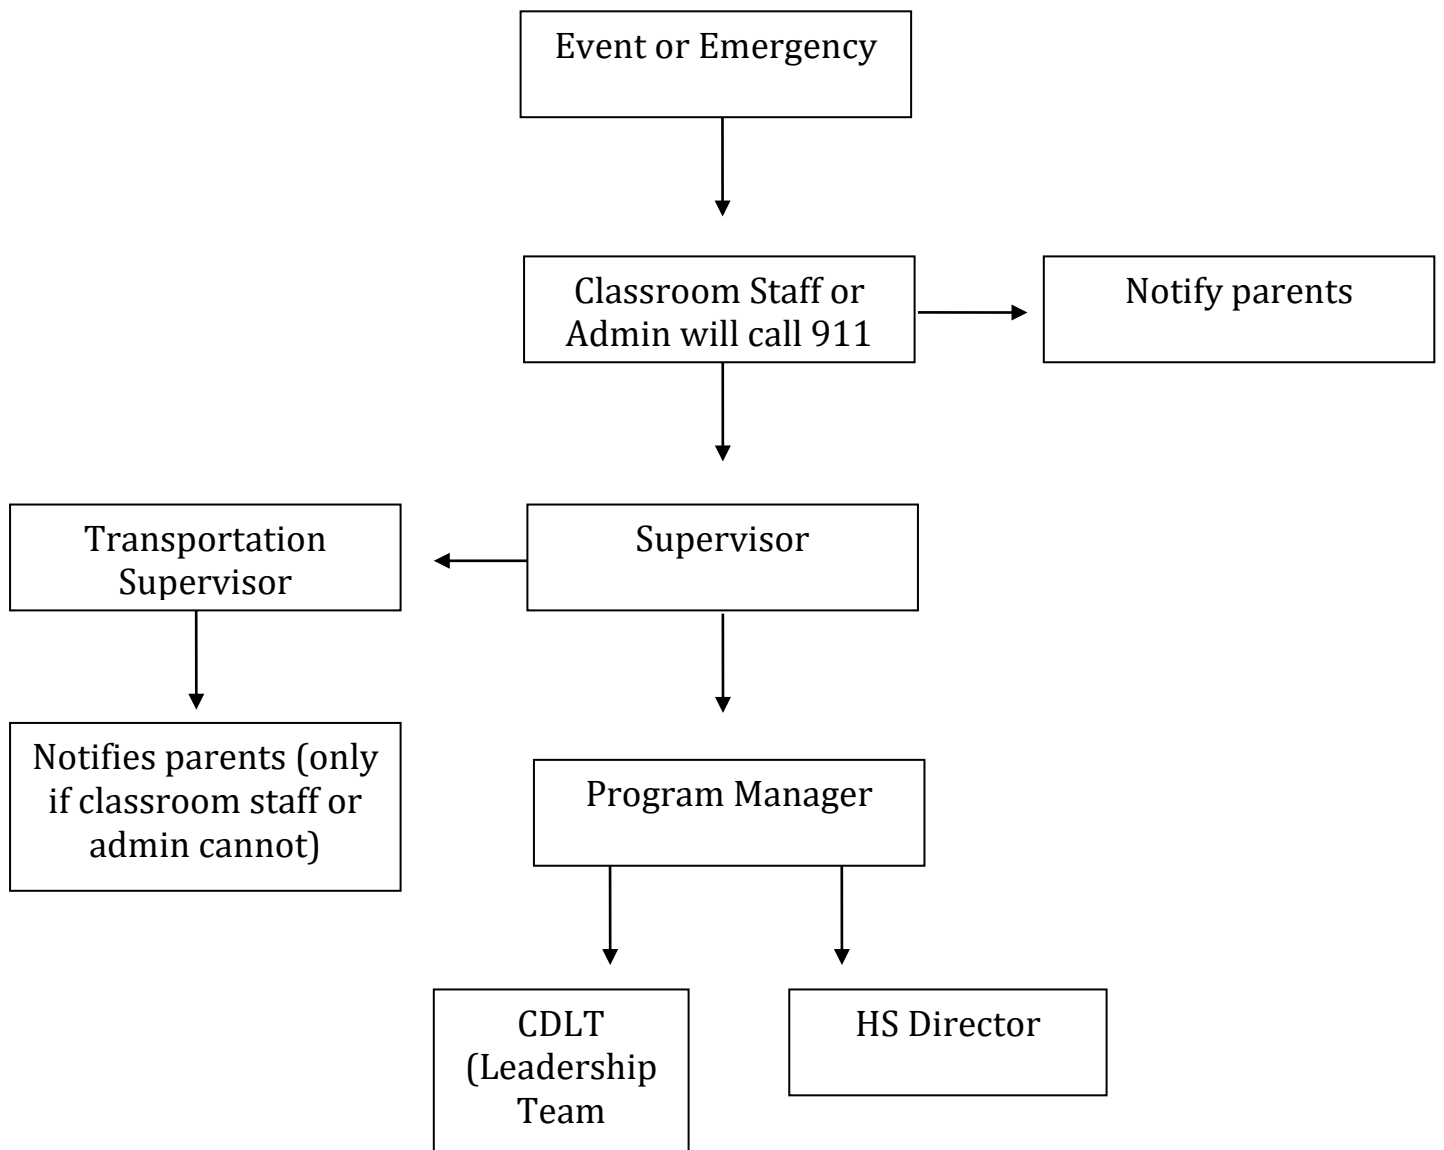 Event or Emergency
Classroom Staff or
Admin will call 911
Notify parents
Transportation
Supervisor
Supervisor
Notifies parents (only
if classroom staff or
admin cannot)
Program Manager
CDLT
(Leadership
Team
HS Director